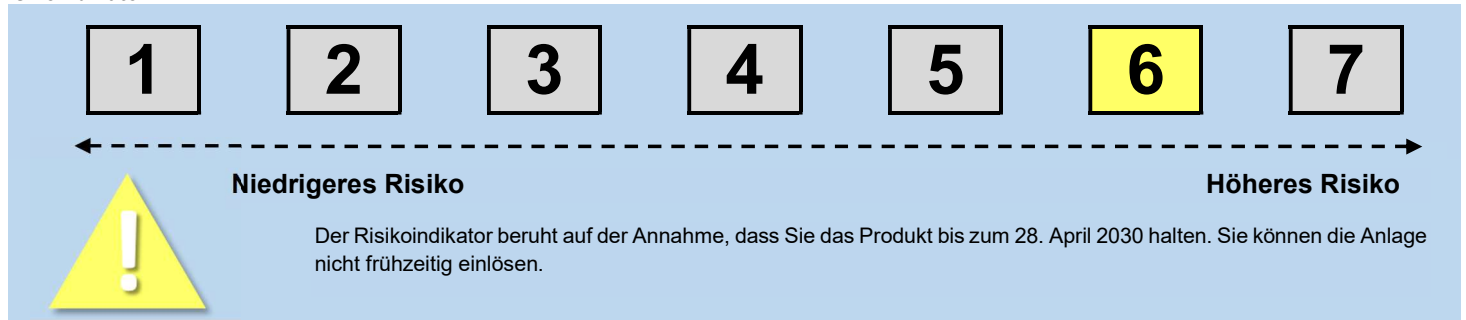 1 2 3 4 5 6 7
Niedrigeres Risiko Höheres Risiko
!
Der Risikoindikator beruht auf der Annahme, dass Sie das Produkt bis zum 28. April 2030 halten. Sie können die Anlage
nicht frühzeitig einlösen.